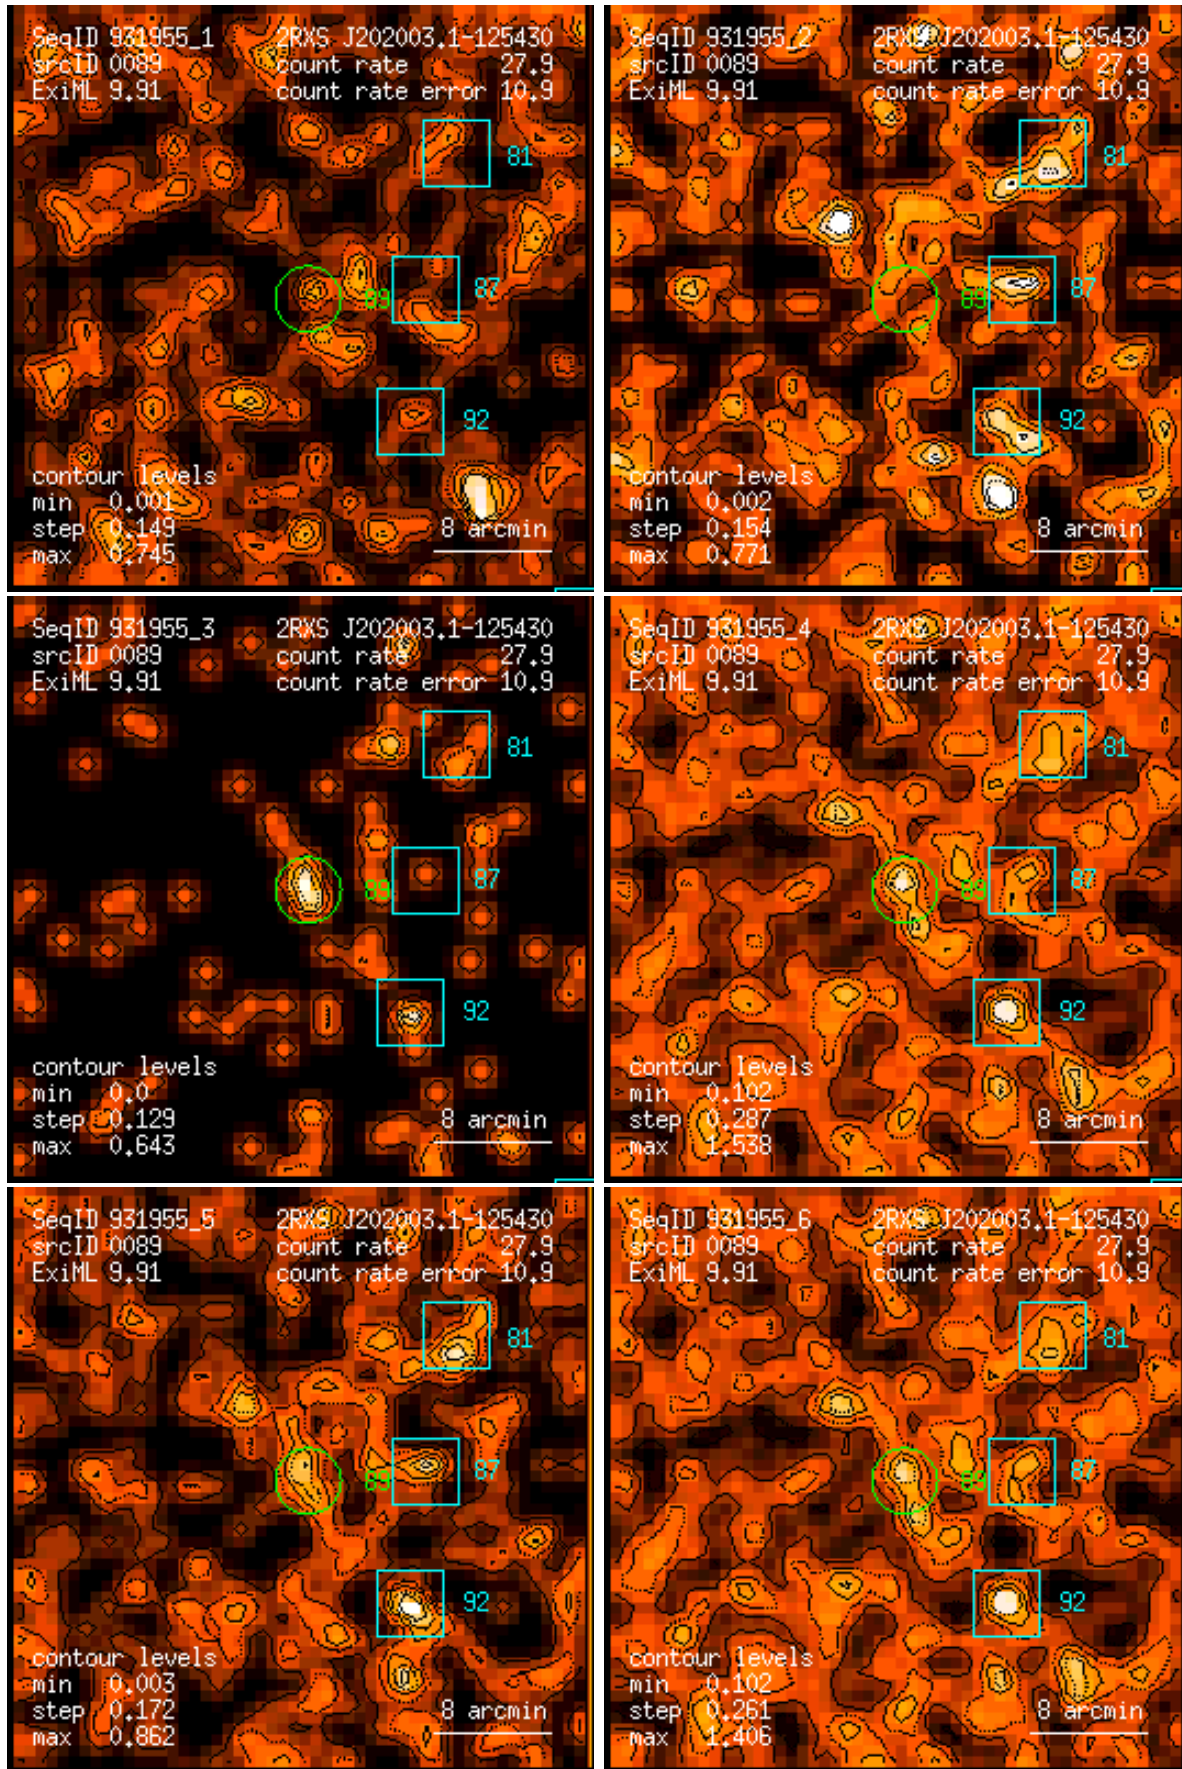 SeqID 931955_1 2RXS J202003.1-125430
srcID 0089 count rate 27.9
ExiML 9.91 count rate error 10.9
81
89 87
92
contour levels
min 0.001
step 0.149 8 arcmin
max 0.745
SeqID 931955_2 2RXS J202003.1-125430
srcID 0089 count rate 27.9
ExiML 9.91 count rate error 10.9
81
89 87
92
contour levels
min 0.002
step 0.154 8 arcmin
max 0.771
SeqID 931955_3 2RXS J202003.1-125430
srcID 0089 count rate 27.9
ExiML 9.91 count rate error 10.9
81
89 87
92
contour levels
min 0.0
step 0.129 8 arcmin
max 0.643
SeqID 931955_4 2RXS J202003.1-125430
srcID 0089 count rate 27.9
ExiML 9.91 count rate error 10.9
81
89 87
92
contour levels
min 0.102
step 0.287 8 arcmin
max 1.538
SeqID 931955_5 2RXS J202003.1-125430
srcID 0089 count rate 27.9
ExiML 9.91 count rate error 10.9
81
89 87
92
contour levels
min 0.003
step 0.172 8 arcmin
max 0.862
SeqID 931955_6 2RXS J202003.1-125430
srcID 0089 count rate 27.9
ExiML 9.91 count rate error 10.9
81
89 87
92
contour levels
min 0.102
step 0.261 8 arcmin
max 1.406